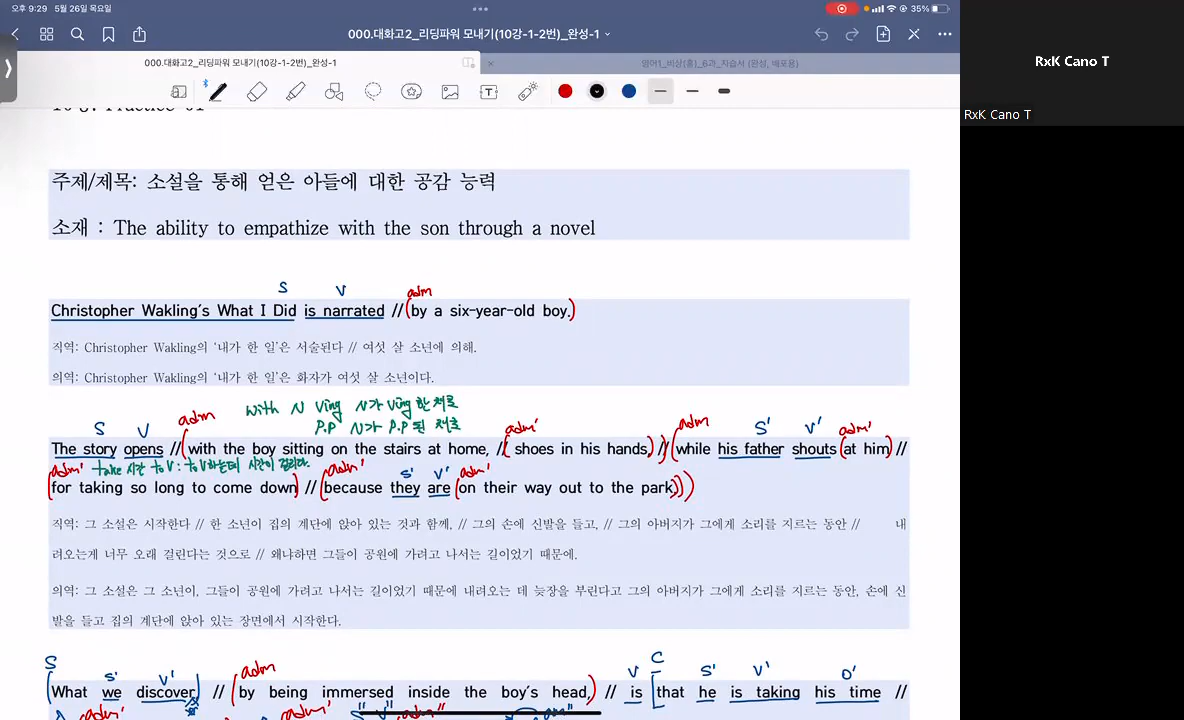 오후 9:29 5월 26일 목요일
35%
000.대화고2_리딩파워 모내기(10강-1-2번)_완성-1
RxK Cano T
000.대화고2_리딩파워 모내기(10강-1-2번)_완성-1
영어1_비상(홍)_6과_자습서 (완성, 배포용)
RxK Cano T
주제/제목: 소설을 통해 얻은 아들에 대한 공감 능력
소재 : The ability to empathize with the son through a novel
S V adm
Christopher Wakling's What I Did is narrated //(by a six-year-old boy.)
직역: Christopher Wakling의 '내가 한 일'은 서술된다 // 여섯 살 소년에 의해.
의역: Christopher Wakling의 '내가 한 일'은 화자가 여섯 살 소년이다.
with N Ving N가 Ving한 채로
P.P N가 P.P된 채로
S V adm adm' adm S' V' adm'
The story opens //(with the boy sitting on the stairs at home, //(shoes in his hands,) )//(while his father shouts (at him) //
adm' take 시간 to V : to V하는데 시간이 걸리다. adm' S' V' adm'
(for taking so long to come down) // (because they are (on their way out to the park.)))
직역: 그 소설은 시작한다 // 한 소년이 집의 계단에 앉아 있는 것과 함께, // 그의 손에 신발을 들고, // 그의 아버지가 그에게 소리를 지르는 동안 // 내
려오는게 너무 오래 걸린다는 것으로 // 왜냐하면 그들이 공원에 가려고 나서는 길이었기 때문에.
의역: 그 소설은 그 소년이, 그들이 공원에 가려고 나서는 길이었기 때문에 내려오는 데 늦장을 부린다고 그의 아버지가 그에게 소리를 지르는 동안, 손에 신
발을 들고 집의 계단에 앉아 있는 장면에서 시작한다.
S S' V' adm V C S' V' O'
(What we discover) // (by being immersed inside the boy's head,) // is [that he is taking his time //